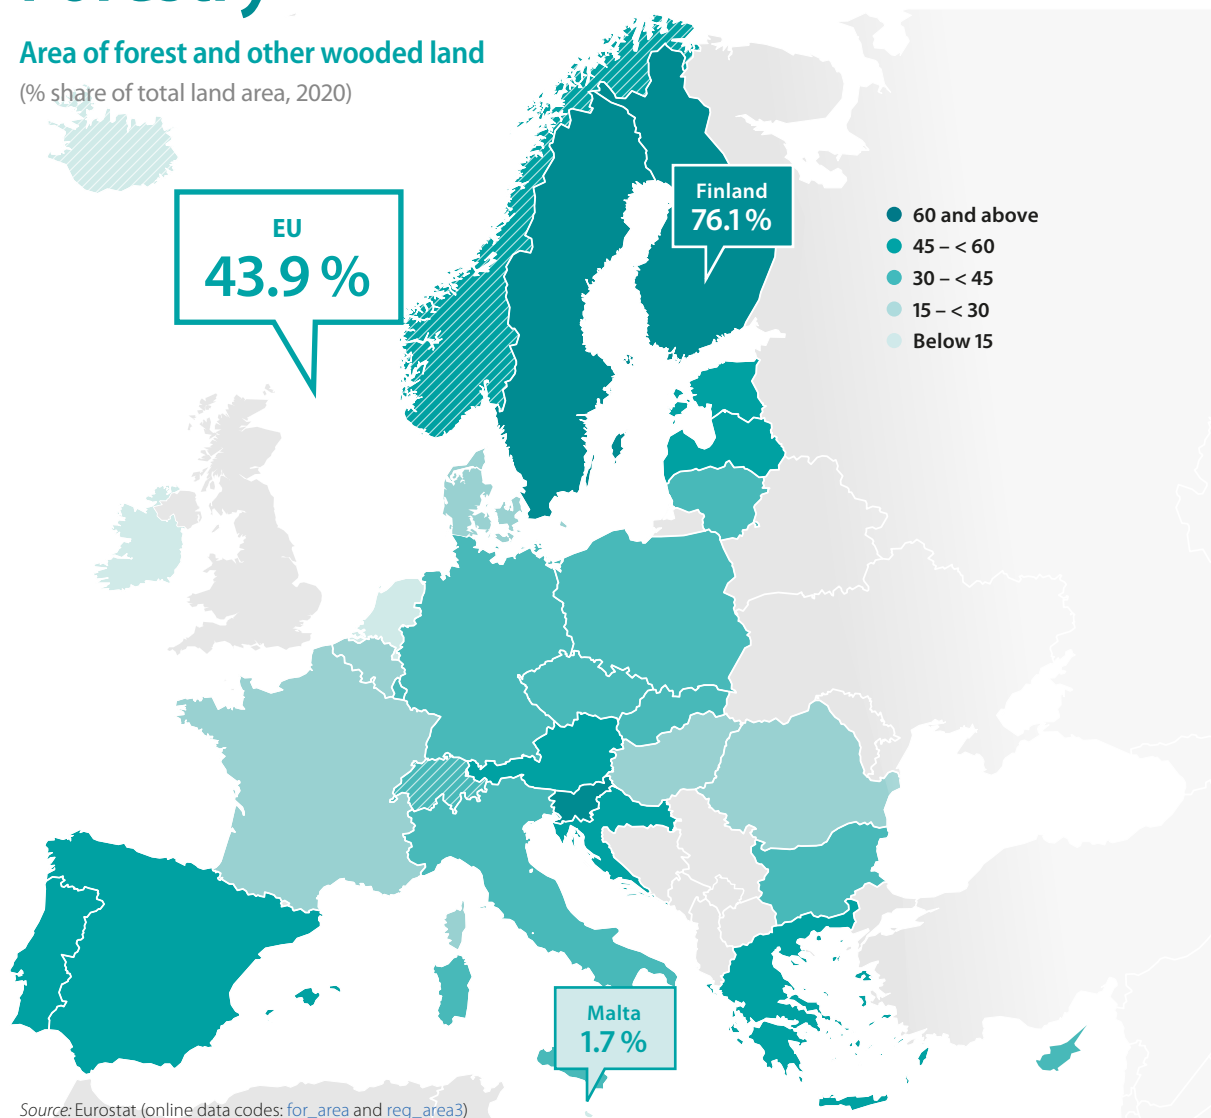 Forestry
Area of forest and other wooded land
(% share of total land area, 2020)
EU
43.9 %
Finland
76.1 %
60 and above
45 – < 60
30 – < 45
15 – < 30
Below 15
Malta
1.7 %
Source: Eurostat (online data codes: for_area and reg_area3)